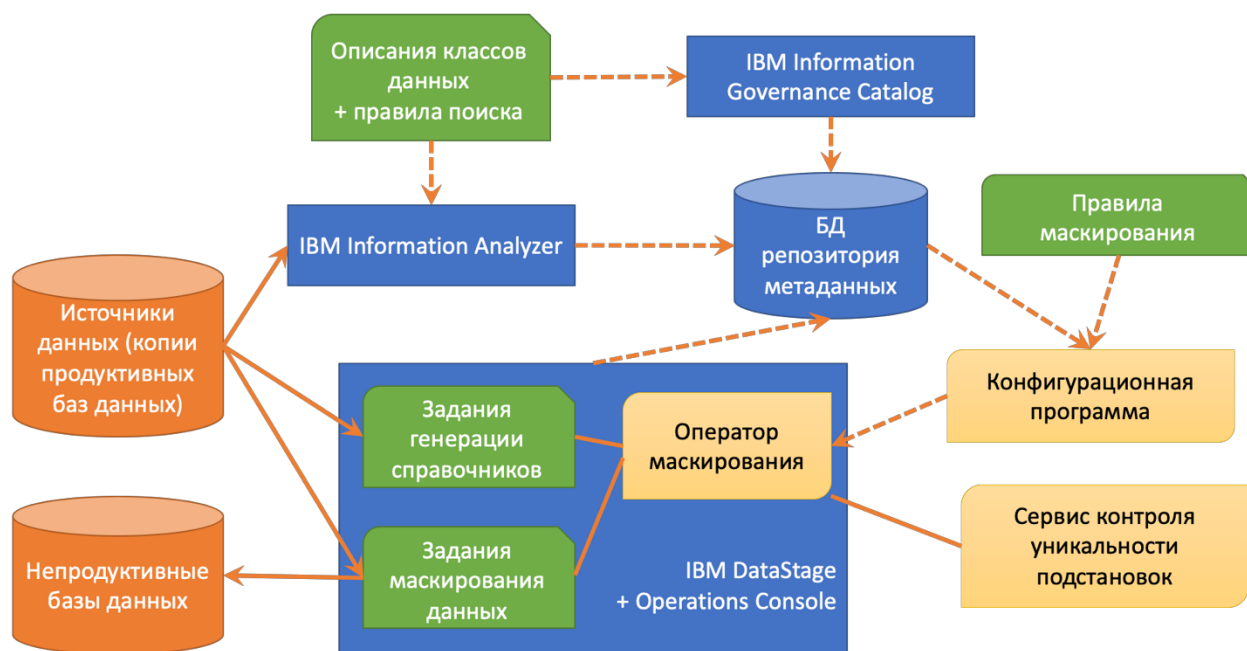 Описания классов
данных
+ правила поиска
IBM Information
Governance Catalog
IBM Information Analyzer
БД
репозитория
метаданных
Правила
маскирования
Источники
данных (копии
продуктивных
баз данных)
Задания
генерации
справочников
Оператор
маскирования
Конфигурационная
программа
Непродуктивные
базы данных
Задания
маскирования
данных
IBM DataStage
+ Operations Console
Сервис контроля
уникальности
подстановок